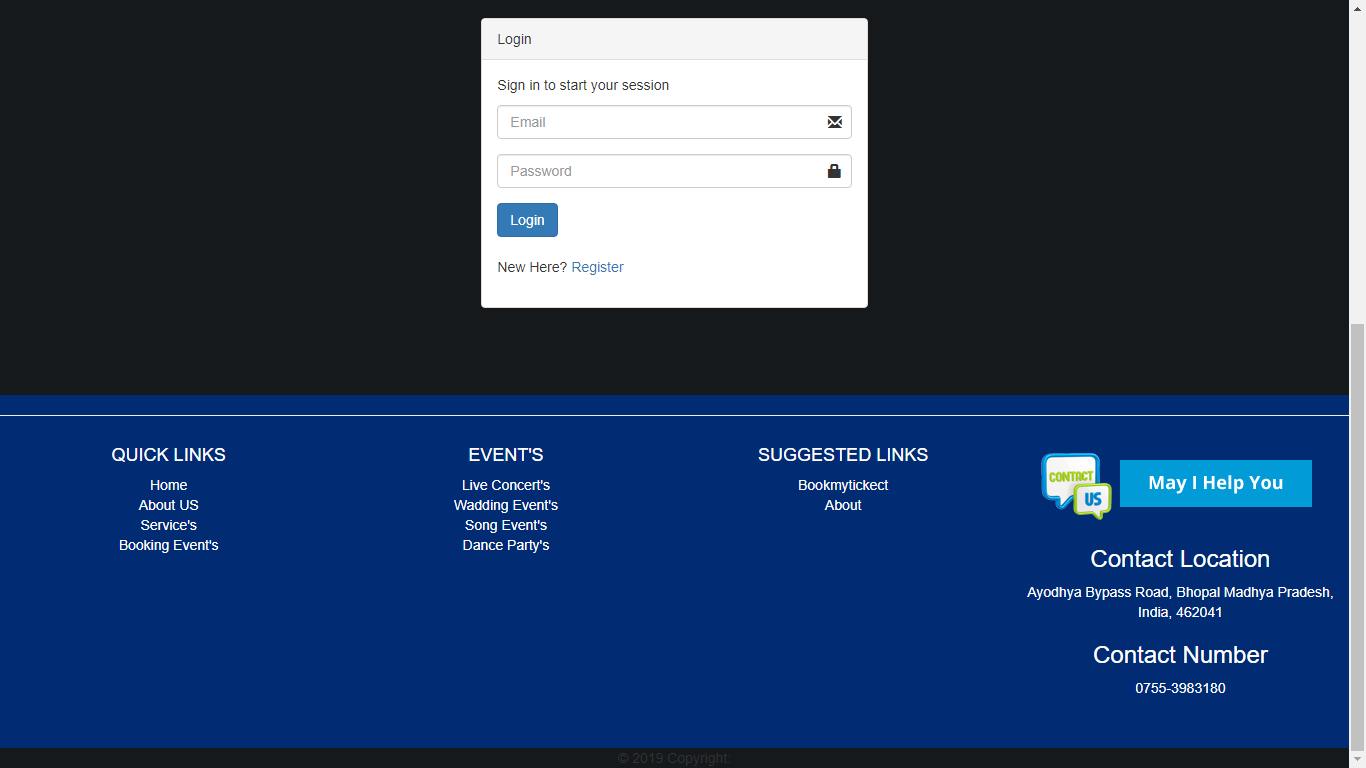 Login
Sign in to start your session
Email
Password
Login
New Here? Register
QUICK LINKS
Home
About US
Service's
Booking Event's
EVENT'S
Live Concert's
Wadding Event's
Song Event's
Dance Party's
SUGGESTED LINKS
Bookmytickect
About
CONTACT
US
May I Help You
Contact Location
Ayodhya Bypass Road, Bhopal Madhya Pradesh,
India, 462041
Contact Number
0755-3983180
© 2019 Copyright: